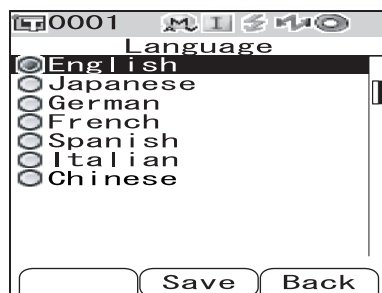 0001 M I
Language
English
Japanese
German
French
Spanish
Italian
Chinese
Save Back